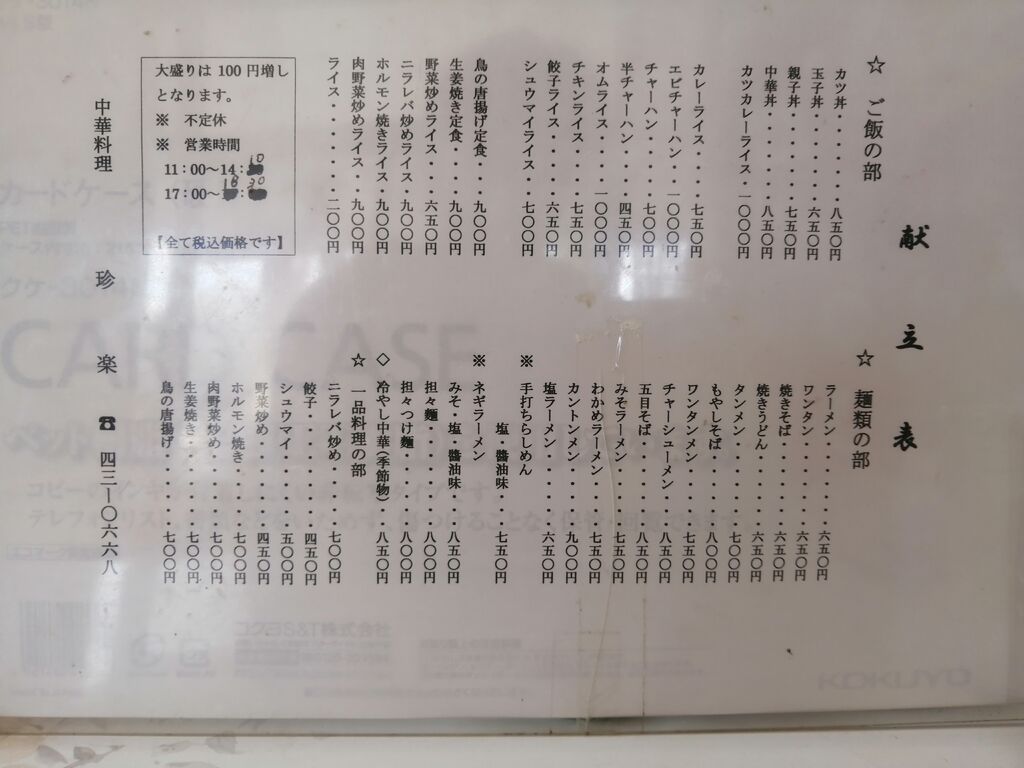 献立表
☆ ご飯の部
カツ丼・・・・・・八五〇円
玉子丼・・・・・・六五〇円
親子丼・・・・・・七五〇円
中華丼・・・・・・八五〇円
カツカレーライス・一〇〇〇円
カレーライス・・・・七五〇円
エビチャーハン・・一〇〇〇円
チャーハン・・・・・七〇〇円
半チャーハン・・・・四五〇円
オムライス・・・・一〇〇〇円
チキンライス・・・・七五〇円
餃子ライス・・・・・六五〇円
シュウマイライス・・七〇〇円
鳥の唐揚げ定食・・・九〇〇円
生姜焼き定食・・・・九〇〇円
野菜炒めライス・・・六五〇円
ニラレバ炒めライス・九〇〇円
ホルモン焼きライス・九〇〇円
肉野菜炒めライス・・九〇〇円
ライス・・・・・・・二〇〇円
大盛りは 100 円増し
となります。
※ 不定休
※ 営業時間
11:00～14:10
17:00～18:20
【全て税込価格です】
☆ 麺類の部
ラーメン・・・・・・・六五〇円
ワンタン・・・・・・・六五〇円
焼きそば・・・・・・・六五〇円
焼きうどん・・・・・・六五〇円
タンメン・・・・・・・七〇〇円
もやしそば・・・・・・八〇〇円
ワンタンメン・・・・・七五〇円
チャーシューメン・・・八五〇円
五目そば・・・・・・・八五〇円
みそラーメン・・・・・七五〇円
わかめラーメン・・・・七五〇円
カントンメン・・・・・九〇〇円
塩ラーメン・・・・・・六五〇円
※ 手打ちらーめん
塩・醬油味・・・七五〇円
※ ネギラーメン
みそ・塩・醬油味・・・八五〇円
担々麺・・・・・・・・八〇〇円
担々つけ麺・・・・・・八〇〇円
◇ 冷やし中華(季節物)・・八五〇円
☆ 一品料理の部
ニラレバ炒め・・・・・七〇〇円
餃子・・・・・・・・・四五〇円
シュウマイ・・・・・・五〇〇円
野菜炒め・・・・・・・四五〇円
ホルモン焼き・・・・・七〇〇円
肉野菜炒め・・・・・・七〇〇円
生姜焼き・・・・・・・七〇〇円
鳥の唐揚げ・・・・・・七〇〇円
中華料理 珍楽 ☎ 四三―〇六六八
カードケース
CARD CASE
コクヨS&T株式会社
KOKUYO